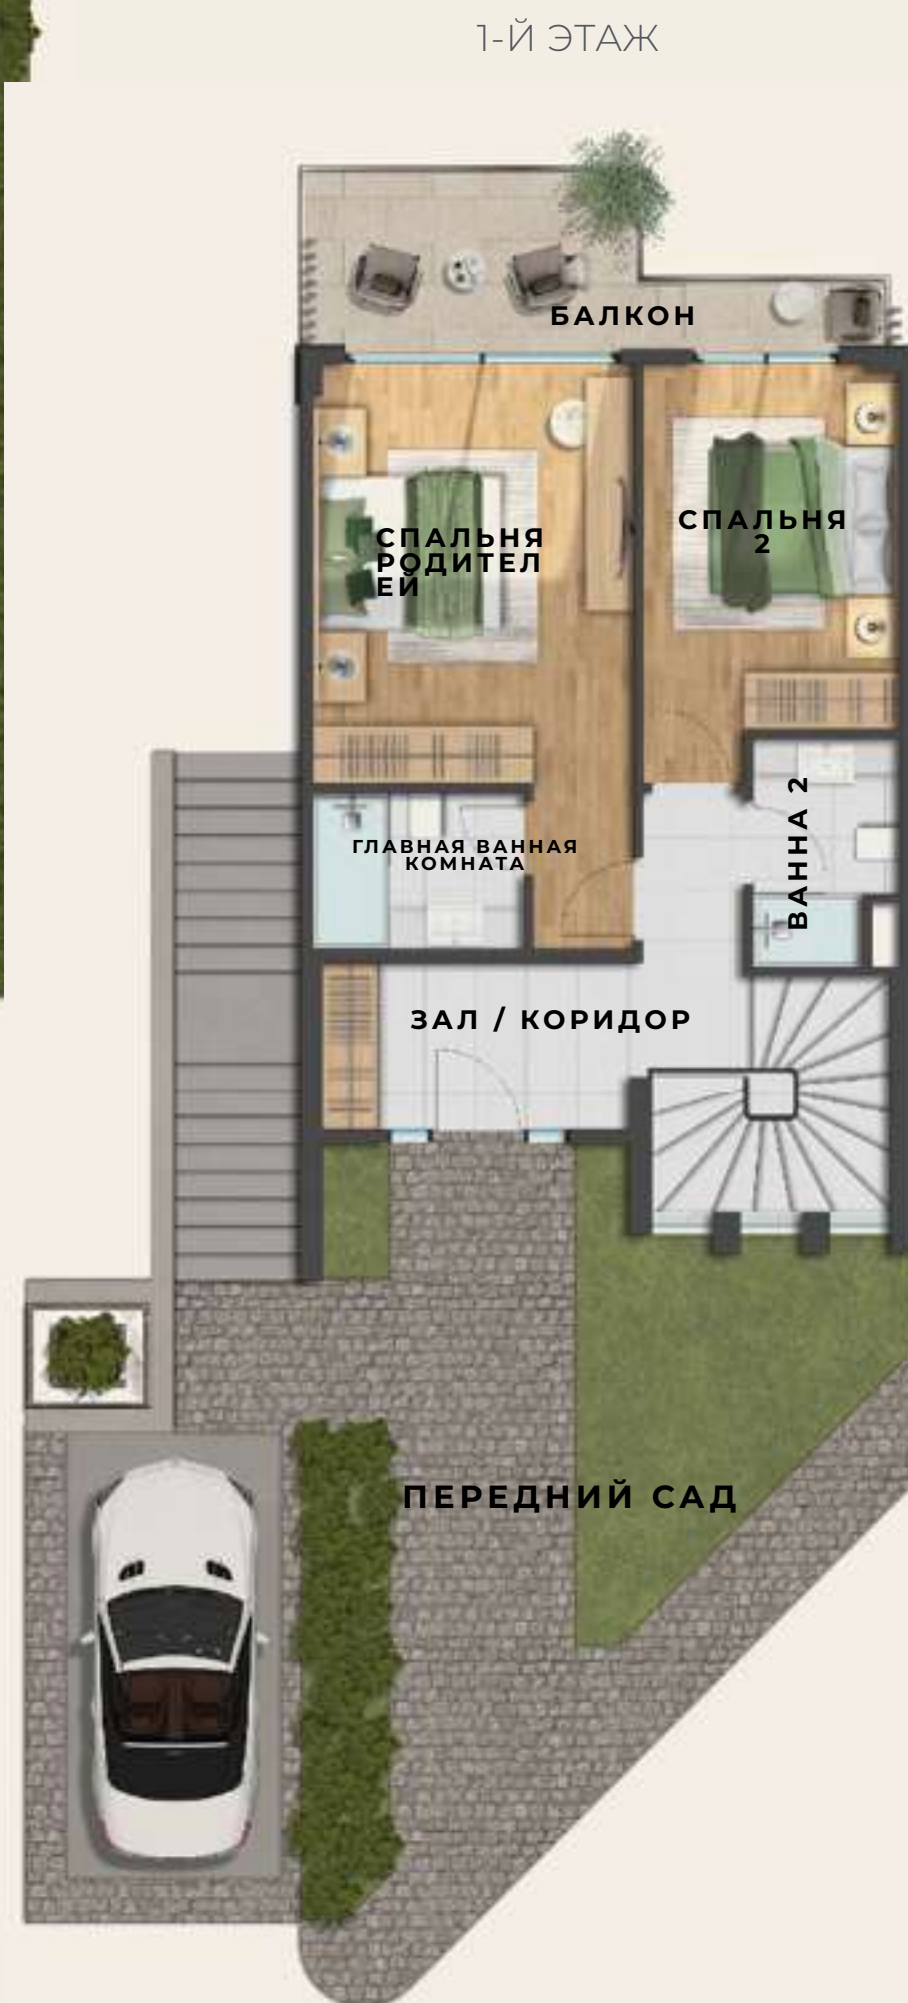 1-Й ЭТАЖ
БАЛКОН
СПАЛЬНЯ
РОДИТЕЛ
ЕЙ
СПАЛЬНЯ
2
ГЛАВНАЯ ВАННАЯ
КОМНАТА
ВАННА 2
ЗАЛ / КОРИДОР
ПЕРЕДНИЙ САД